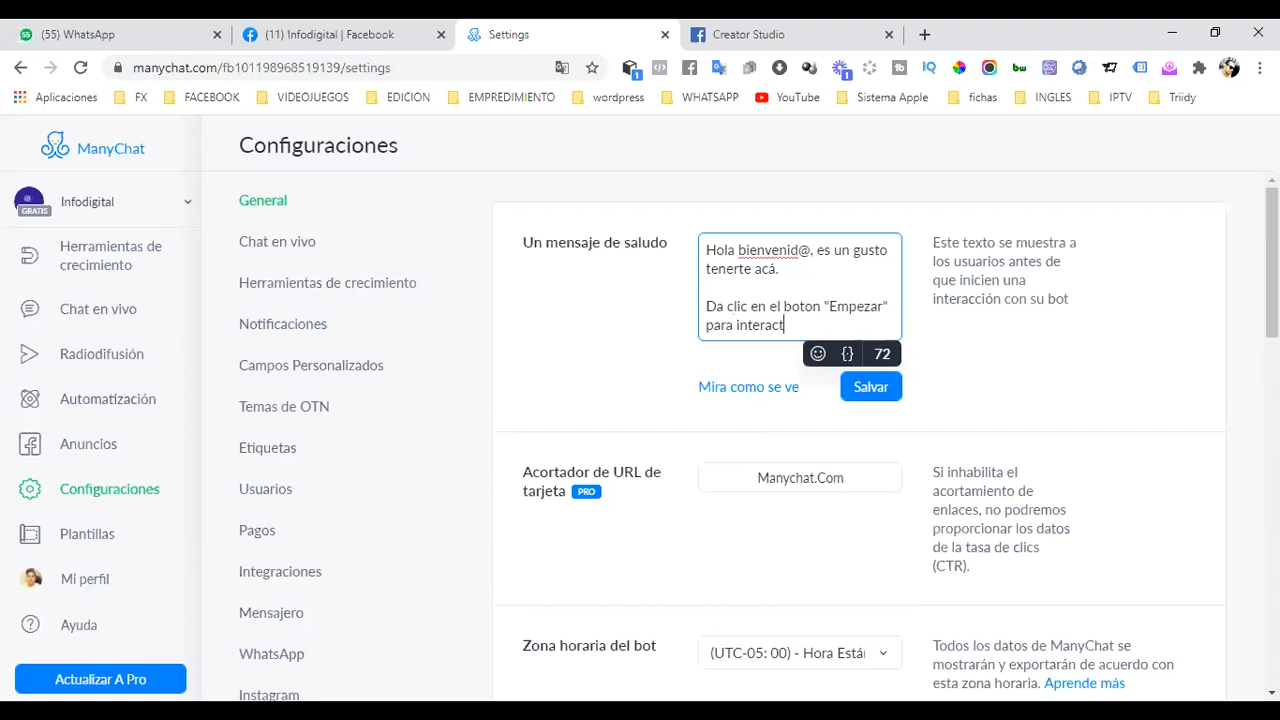 (55) WhatsApp
(11) Infodigital | Facebook
Settings
Creator Studio
manychat.com/fb101198968519139/settings
Aplicaciones
FX
FACEBOOK
VIDEOJUEGOS
EDICION
EMPREDIMIENTO
wordpress
WHATSAPP
YouTube
Sistema Apple
fichas
INGLES
IPTV
Triidy
ManyChat
Configuraciones
Infodigital
GRATIS
Herramientas de
crecimiento
Chat en vivo
Radiodifusión
Automatización
Anuncios
Configuraciones
Plantillas
Mi perfil
Ayuda
Actualizar A Pro
General
Chat en vivo
Herramientas de crecimiento
Notificaciones
Campos Personalizados
Temas de OTN
Etiquetas
Usuarios
Pagos
Integraciones
Mensajero
WhatsApp
Instagram
Un mensaje de saludo
Hola bienvenid@, es un gusto
tenerte acá.
Da clic en el boton "Empezar"
para interact
72
Mira como se ve
Salvar
Este texto se muestra a
los usuarios antes de
que inicien una
interacción con su bot
Acortador de URL de
tarjeta PRO
Manychat.Com
Si inhabilita el
acortamiento de
enlaces, no podremos
proporcionar los datos
de la tasa de clics
(CTR).
Zona horaria del bot
(UTC-05: 00) - Hora Está
Todos los datos de ManyChat se
mostrarán y exportarán de acuerdo con
esta zona horaria. Aprende más